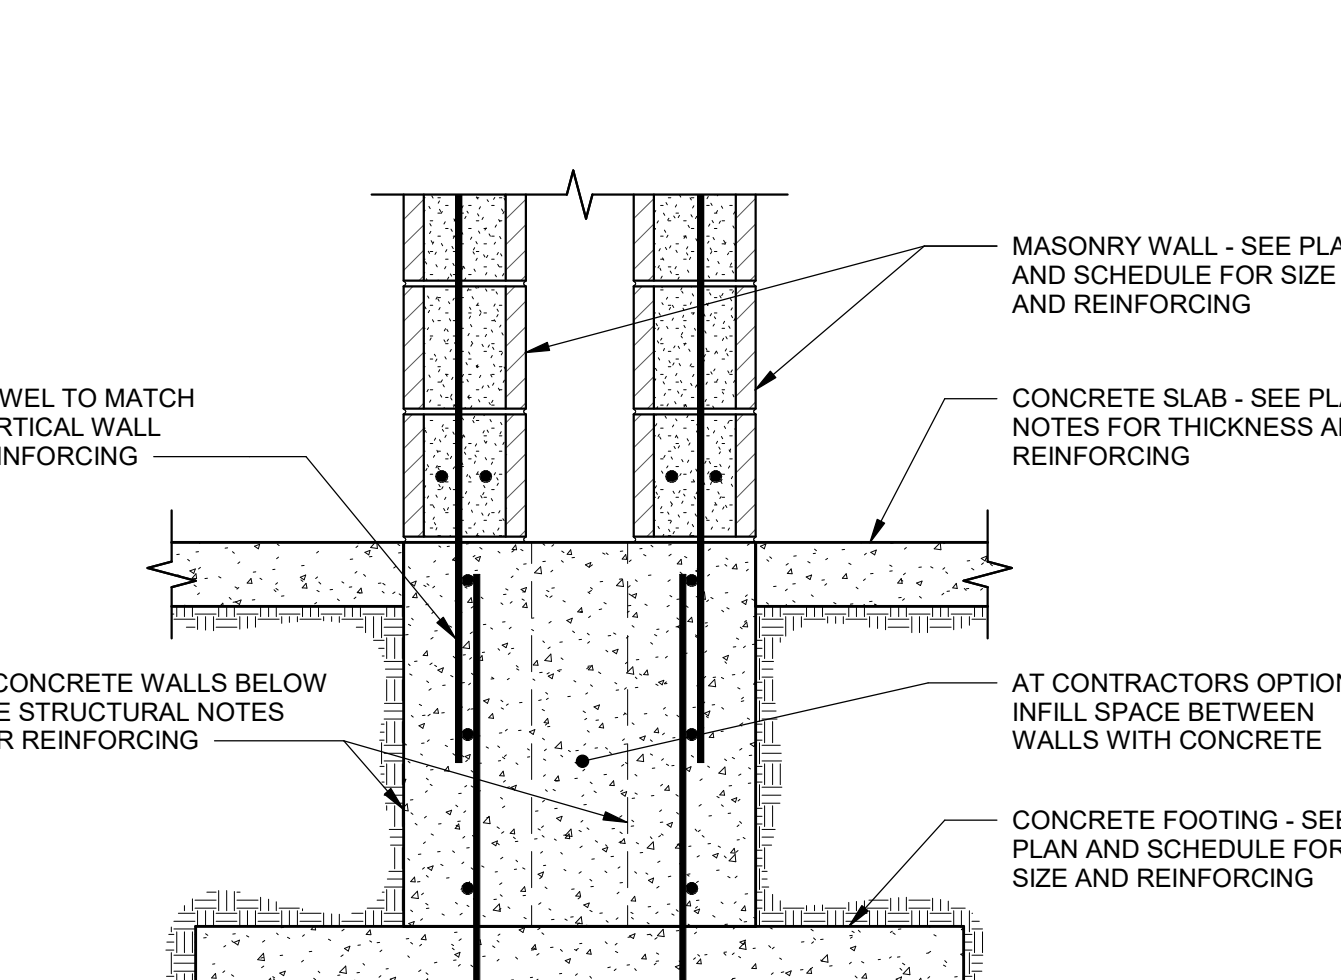 MASONRY WALL - SEE PLA
AND SCHEDULE FOR SIZE
AND REINFORCING
WEL TO MATCH
RTICAL WALL
INFORCING
CONCRETE SLAB - SEE PLA
NOTES FOR THICKNESS A
REINFORCING
CONCRETE WALLS BELOW
E STRUCTURAL NOTES
R REINFORCING
AT CONTRACTORS OPTION
INFILL SPACE BETWEEN
WALLS WITH CONCRETE
CONCRETE FOOTING - SEE
PLAN AND SCHEDULE FOR
SIZE AND REINFORCING